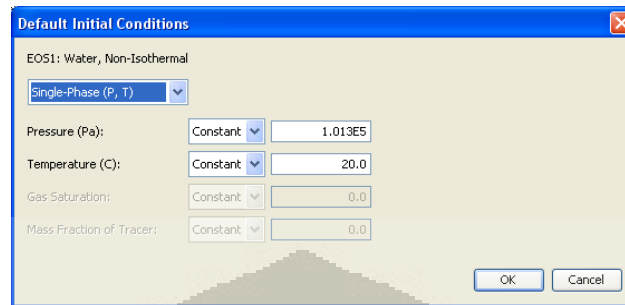 Default Initial Conditions
EOS1: Water, Non-Isothermal
Single-Phase (P, T)
Pressure (Pa): Constant 1.013E5
Temperature (C): Constant 20.0
Gas Saturation: Constant 0.0
Mass Fraction of Tracer: Constant 0.0
OK Cancel